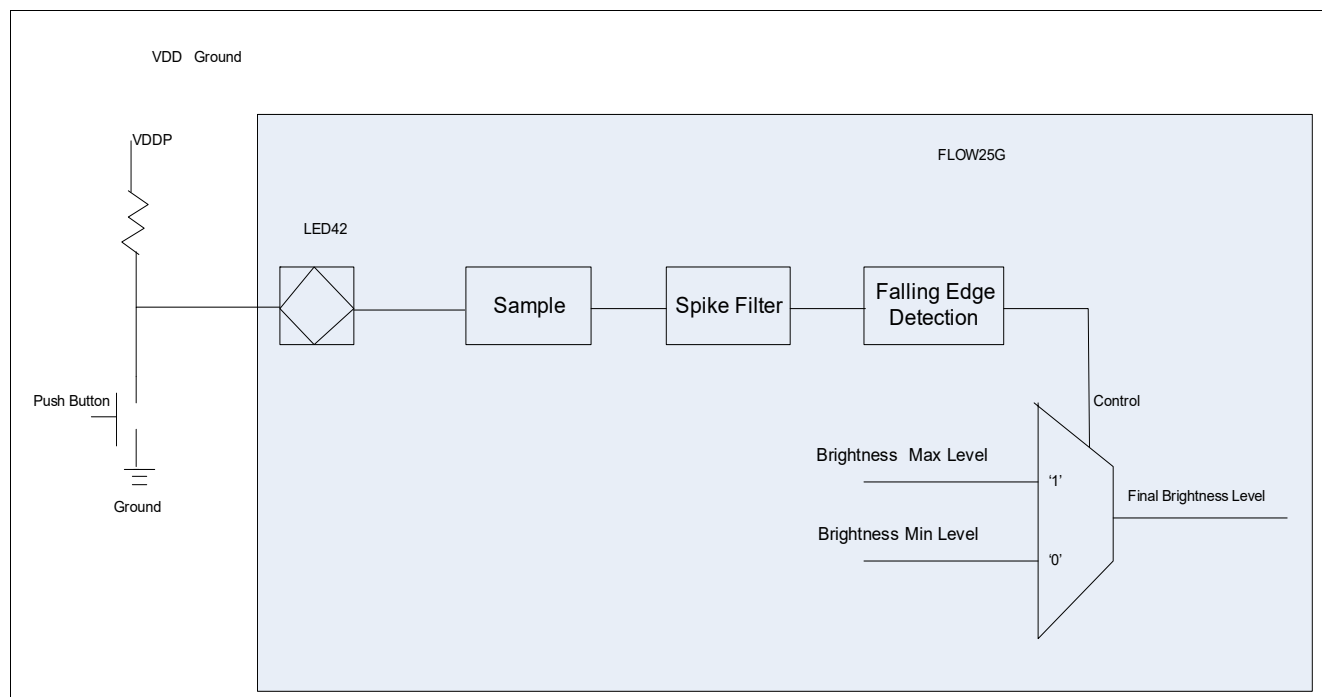 VDD Ground
VDDP
FLOW25G
LED42
Sample
Spike Filter
Falling Edge
Detection
Push Button
Control
Brightness Max Level
'1'
Final Brightness Level
Ground
Brightness Min Level
'0'